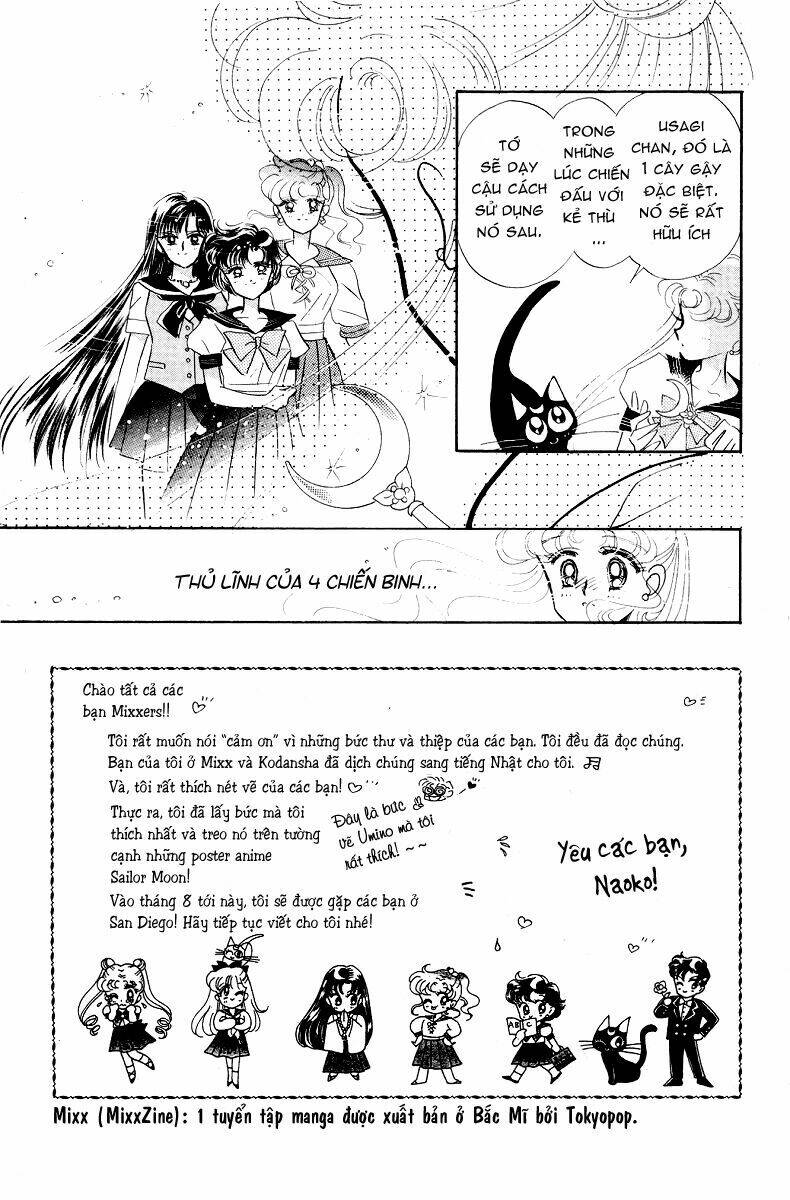 USAGI
CHAN, ĐÓ LÀ
1 CÂY GẬY
ĐẶC BIỆT.
NÓ SẼ RẤT
HỮU ÍCH
TRONG
NHỮNG
LÚC CHIẾN
ĐẤU VỚI
KẺ THÙ
...
TỚ
SẼ DẠY
CẬU CÁCH
SỬ DỤNG
NÓ SAU.
THỦ LĨNH CỦA 4 CHIẾN BINH...
Chào tất cả các
bạn Mixxers!!
Tôi rất muốn nói “cảm ơn” vì những bức thư và thiệp của các bạn. Tôi đều đã đọc chúng.
Bạn của tôi ở Mixx và Kodansha đã dịch chúng sang tiếng Nhật cho tôi.
Và, tôi rất thích nét vẽ của các bạn!
Thực ra, tôi đã lấy bức mà tôi
thích nhất và treo nó trên tường
cạnh những poster anime
Sailor Moon!
Đây là bức
vẽ Umino mà tôi
rất thích! ~ ~
Vào tháng 8 tới này, tôi sẽ được gặp các bạn ở
San Diego! Hãy tiếp tục viết cho tôi nhé!
Yêu các bạn,
Naoko!
AB C
Mixx (MixxZine): 1 tuyển tập manga được xuất bản ở Bắc Mĩ bởi Tokyopop.